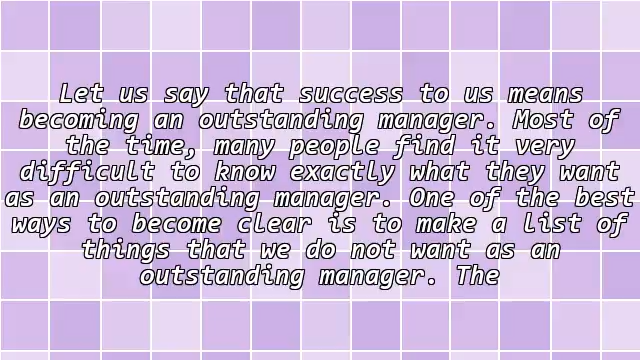 Let us say that success to us means
becoming an outstanding manager. Most of
the time, many people find it very
difficult to know exactly what they want
as an outstanding manager. One of the best
ways to become clear is to make a list of
things that we do not want as an
outstanding manager. The